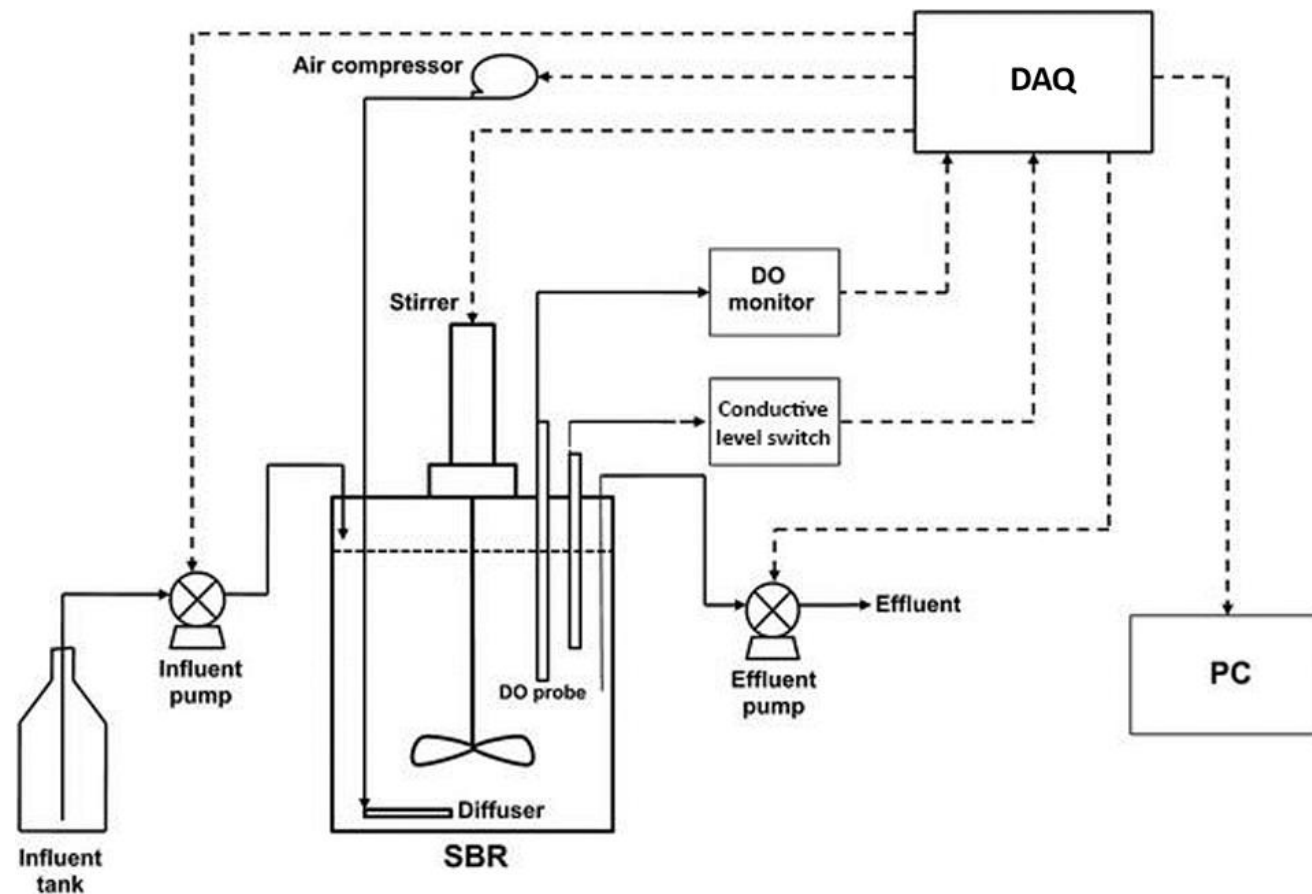 Air compressor
DAQ
DO
monitor
Stirrer
Conductive
level switch
Effluent
Influent
pump
DO probe
Effluent
pump
PC
Diffuser
SBR
Influent
tank